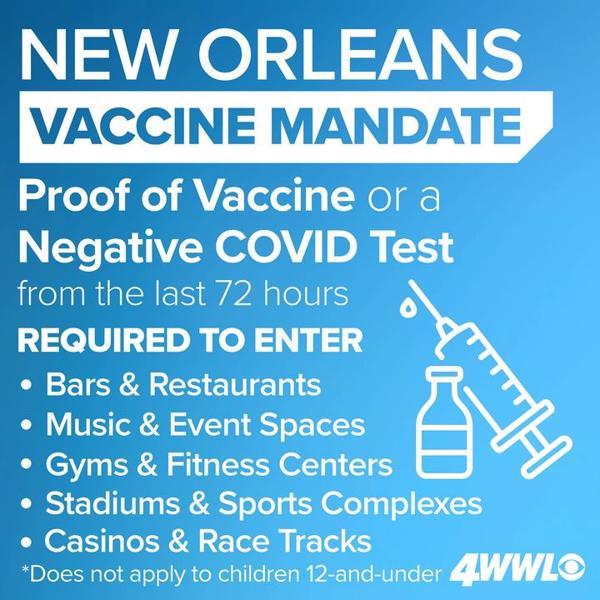 NEW ORLEANS
VACCINE MANDATE
Proof of Vaccine or a
Negative COVID Test
from the last 72 hours
REQUIRED TO ENTER
• Bars & Restaurants
• Music & Event Spaces
• Gyms & Fitness Centers
• Stadiums & Sports Complexes
• Casinos & Race Tracks
*Does not apply to children 12-and-under
4WWL